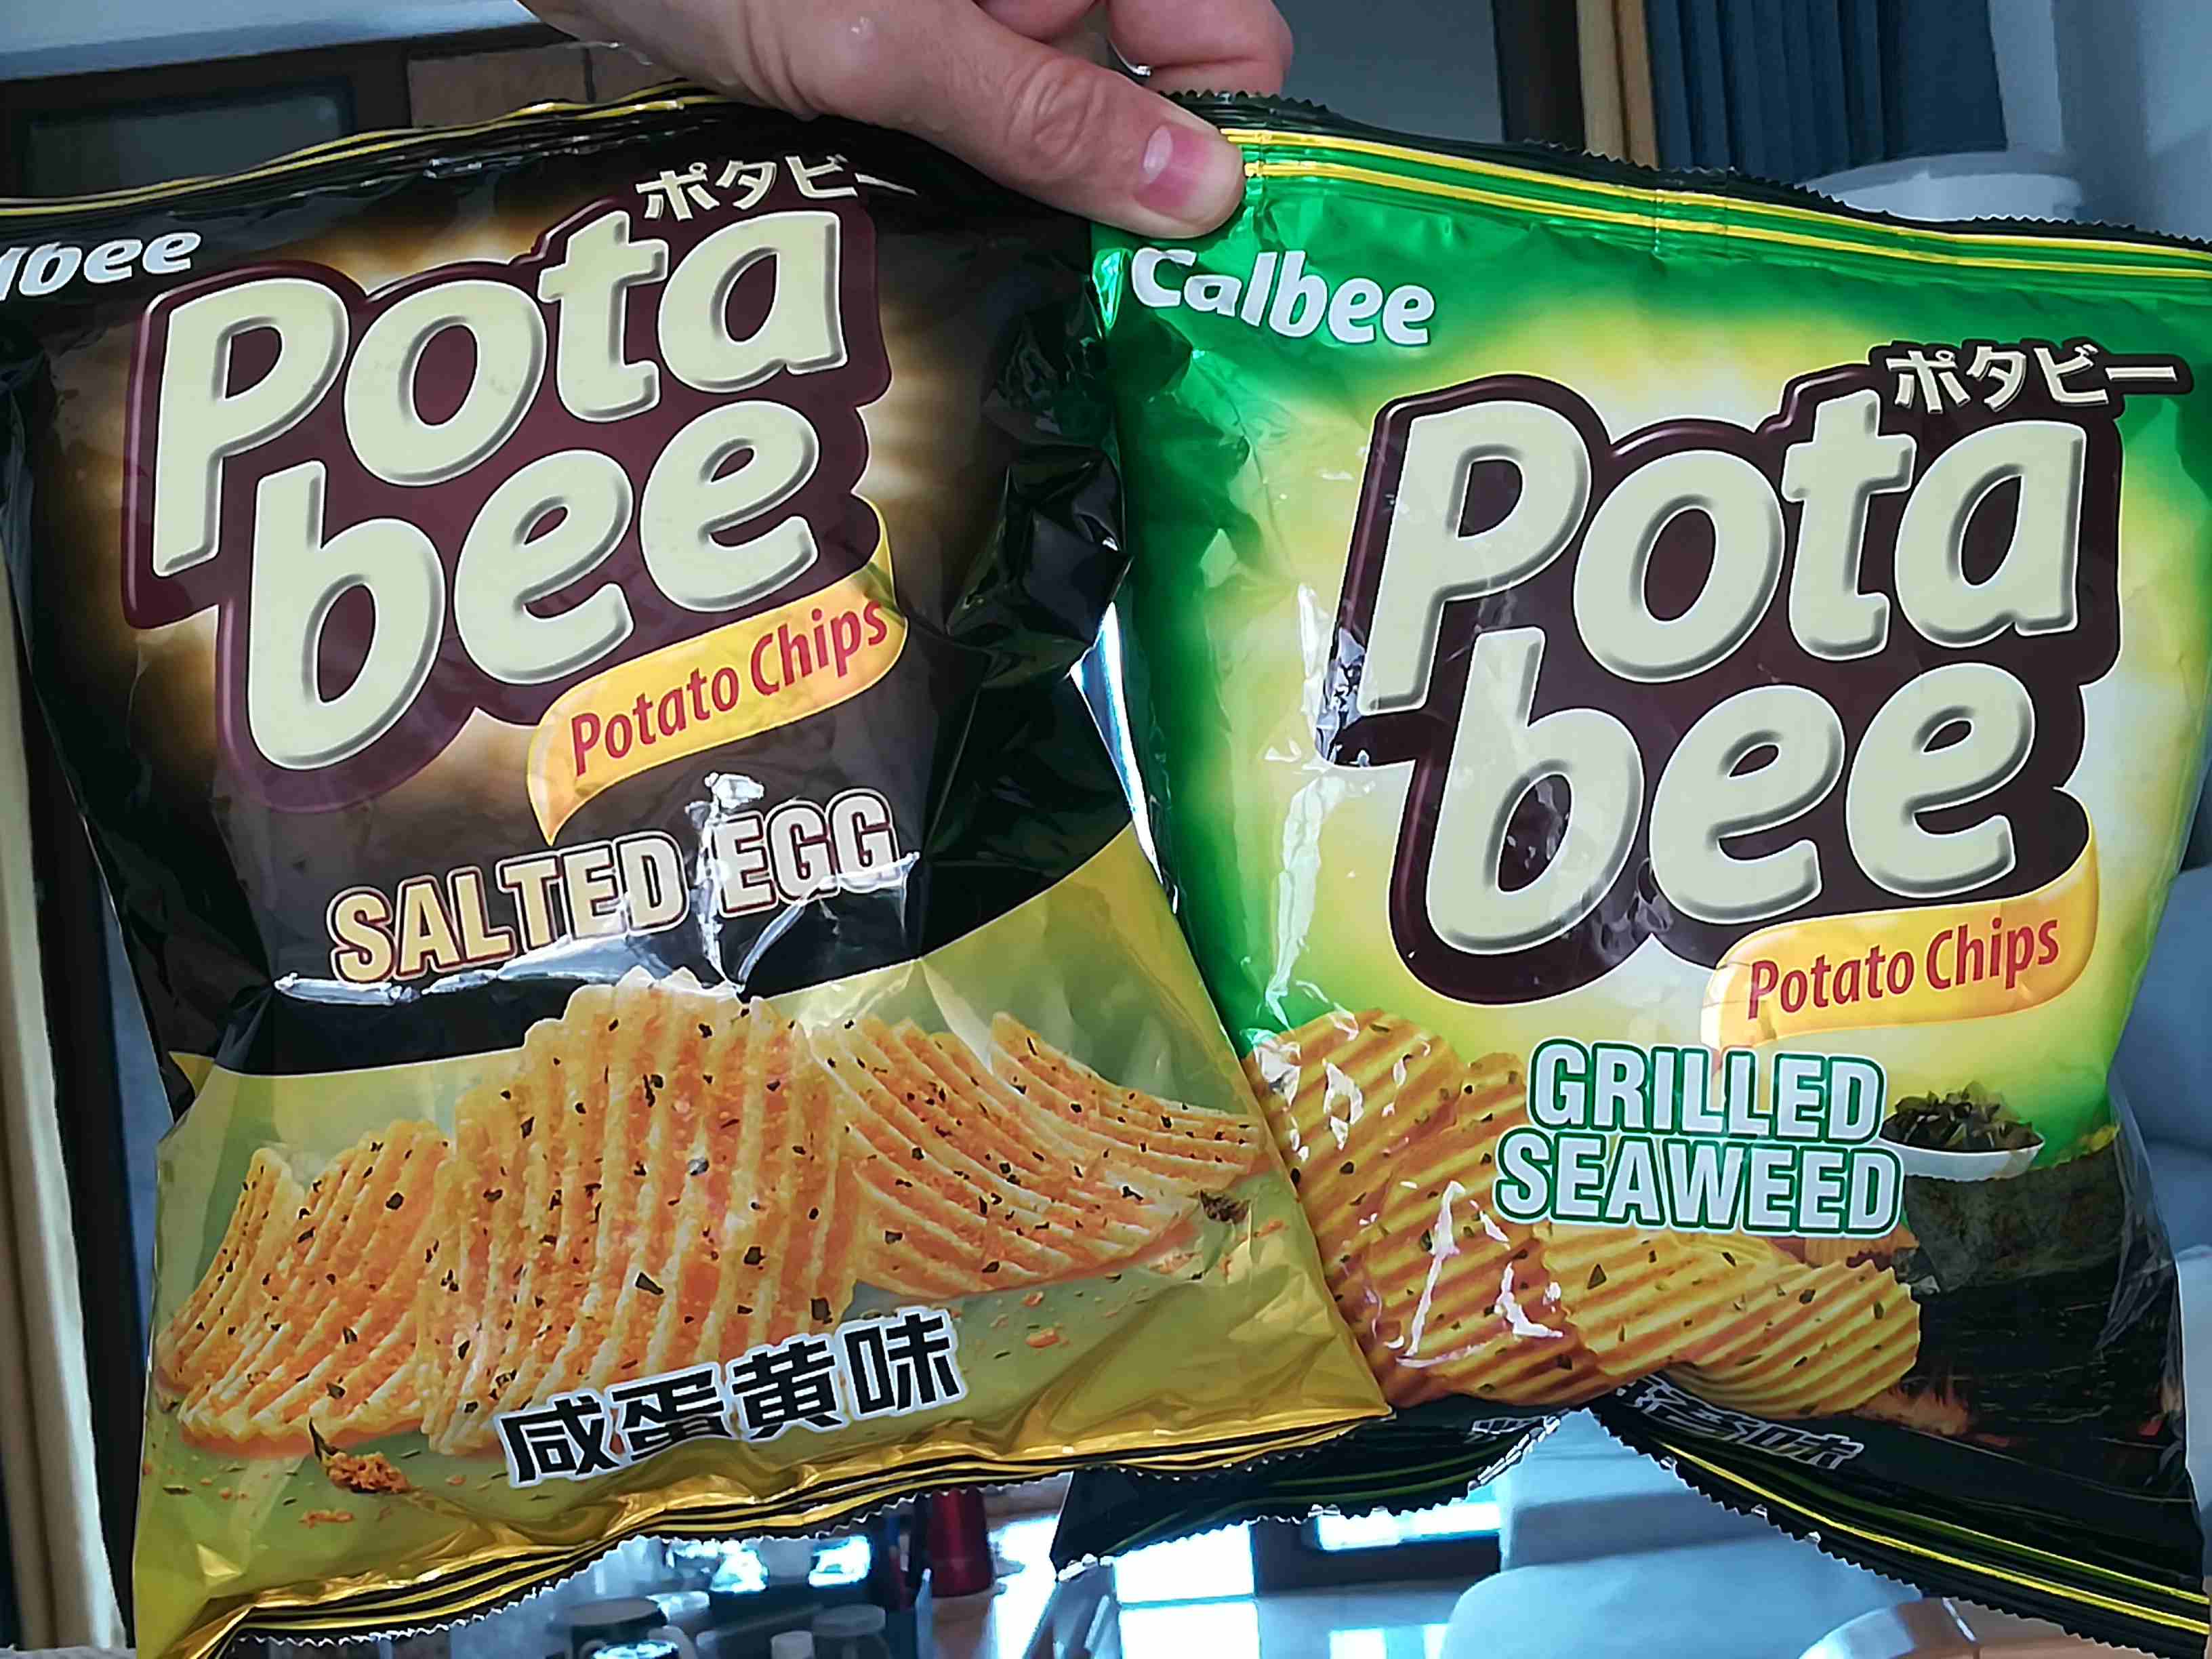 ポタビー
Pota
bee
Potato Chips
SALTED EGG
咸蛋黄味
Calbee
ポタビー
Pota
bee
Potato Chips
GRILLED
SEAWEED
味